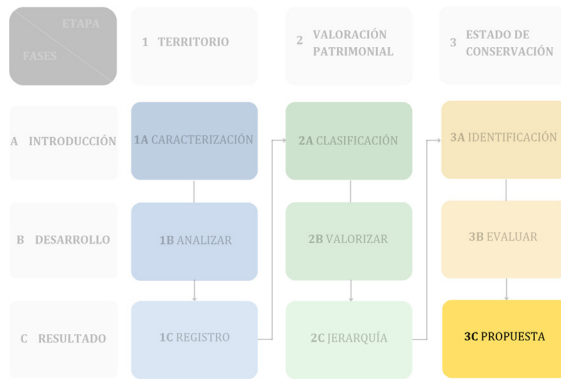 ETAPA
FASES
1 TERRITORIO
2 VALORACIÓN
PATRIMONIAL
3 ESTADO DE
CONSERVACIÓN
A INTRODUCCIÓN
1A CARACTERIZACIÓN
2A CLASIFICACIÓN
3A IDENTIFICACIÓN
B DESARROLLO
1B ANALIZAR
2B VALORIZAR
3B EVALUAR
C RESULTADO
1C REGISTRO
2C JERARQUÍA
3C PROPUESTA